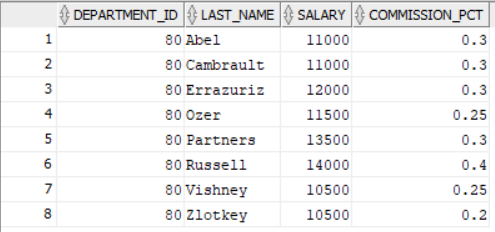 DEPARTMENT_ID LAST_NAME SALARY COMMISSION_PCT
1 80 Abel 11000 0.3
2 80 Cambrault 11000 0.3
3 80 Errazuriz 12000 0.3
4 80 Ozer 11500 0.25
5 80 Partners 13500 0.3
6 80 Russell 14000 0.4
7 80 Vishney 10500 0.25
8 80 Zlotkey 10500 0.2